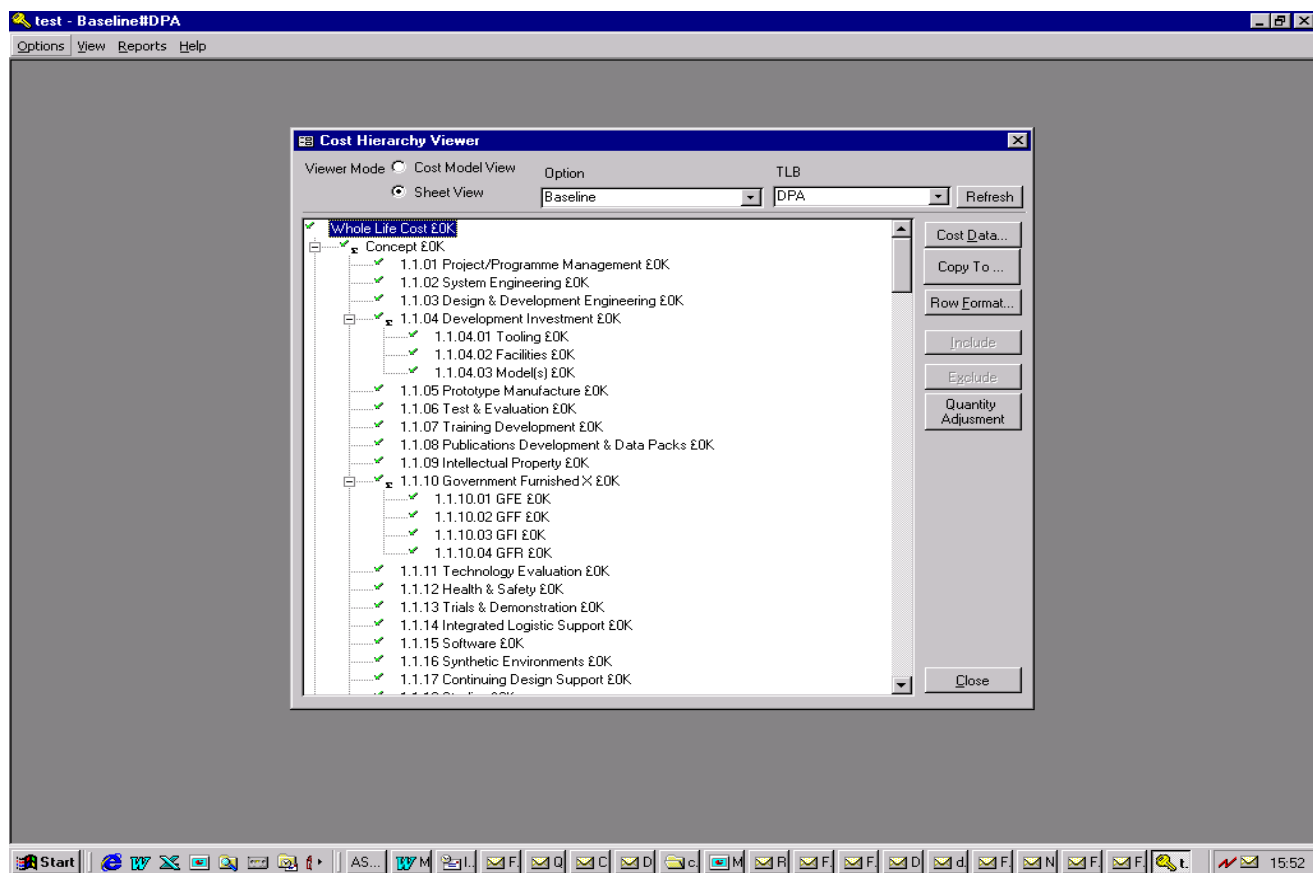 test - Baseline#DPA
Options View Reports Help
Cost Hierarchy Viewer
Viewer Mode Cost Model View Option TLB
Sheet View Baseline DPA Refresh
Whole Life Cost £0K
Cost Data...
Concept £0K
1.1.01 Project/Programme Management £0K
Copy To ...
1.1.02 System Engineering £0K
1.1.03 Design & Development Engineering £0K
Row Format...
1.1.04 Development Investment £0K
1.1.04.01 Tooling £0K
Include
1.1.04.02 Facilities £0K
1.1.04.03 Model(s) £0K
Exclude
1.1.05 Prototype Manufacture £0K
1.1.06 Test & Evaluation £0K
Quantity
Adjusment
1.1.07 Training Development £0K
1.1.08 Publications Development & Data Packs £0K
1.1.09 Intellectual Property £0K
1.1.10 Government Furnished X £0K
1.1.10.01 GFE £0K
1.1.10.02 GFF £0K
1.1.10.03 GFI £0K
1.1.10.04 GFR £0K
1.1.11 Technology Evaluation £0K
1.1.12 Health & Safety £0K
1.1.13 Trials & Demonstration £0K
1.1.14 Integrated Logistic Support £0K
1.1.15 Software £0K
1.1.16 Synthetic Environments £0K
1.1.17 Continuing Design Support £0K
Close
Start AS... M I.. F. Q C D c. M R F. F. D d. F. N F. F. t. 15:52